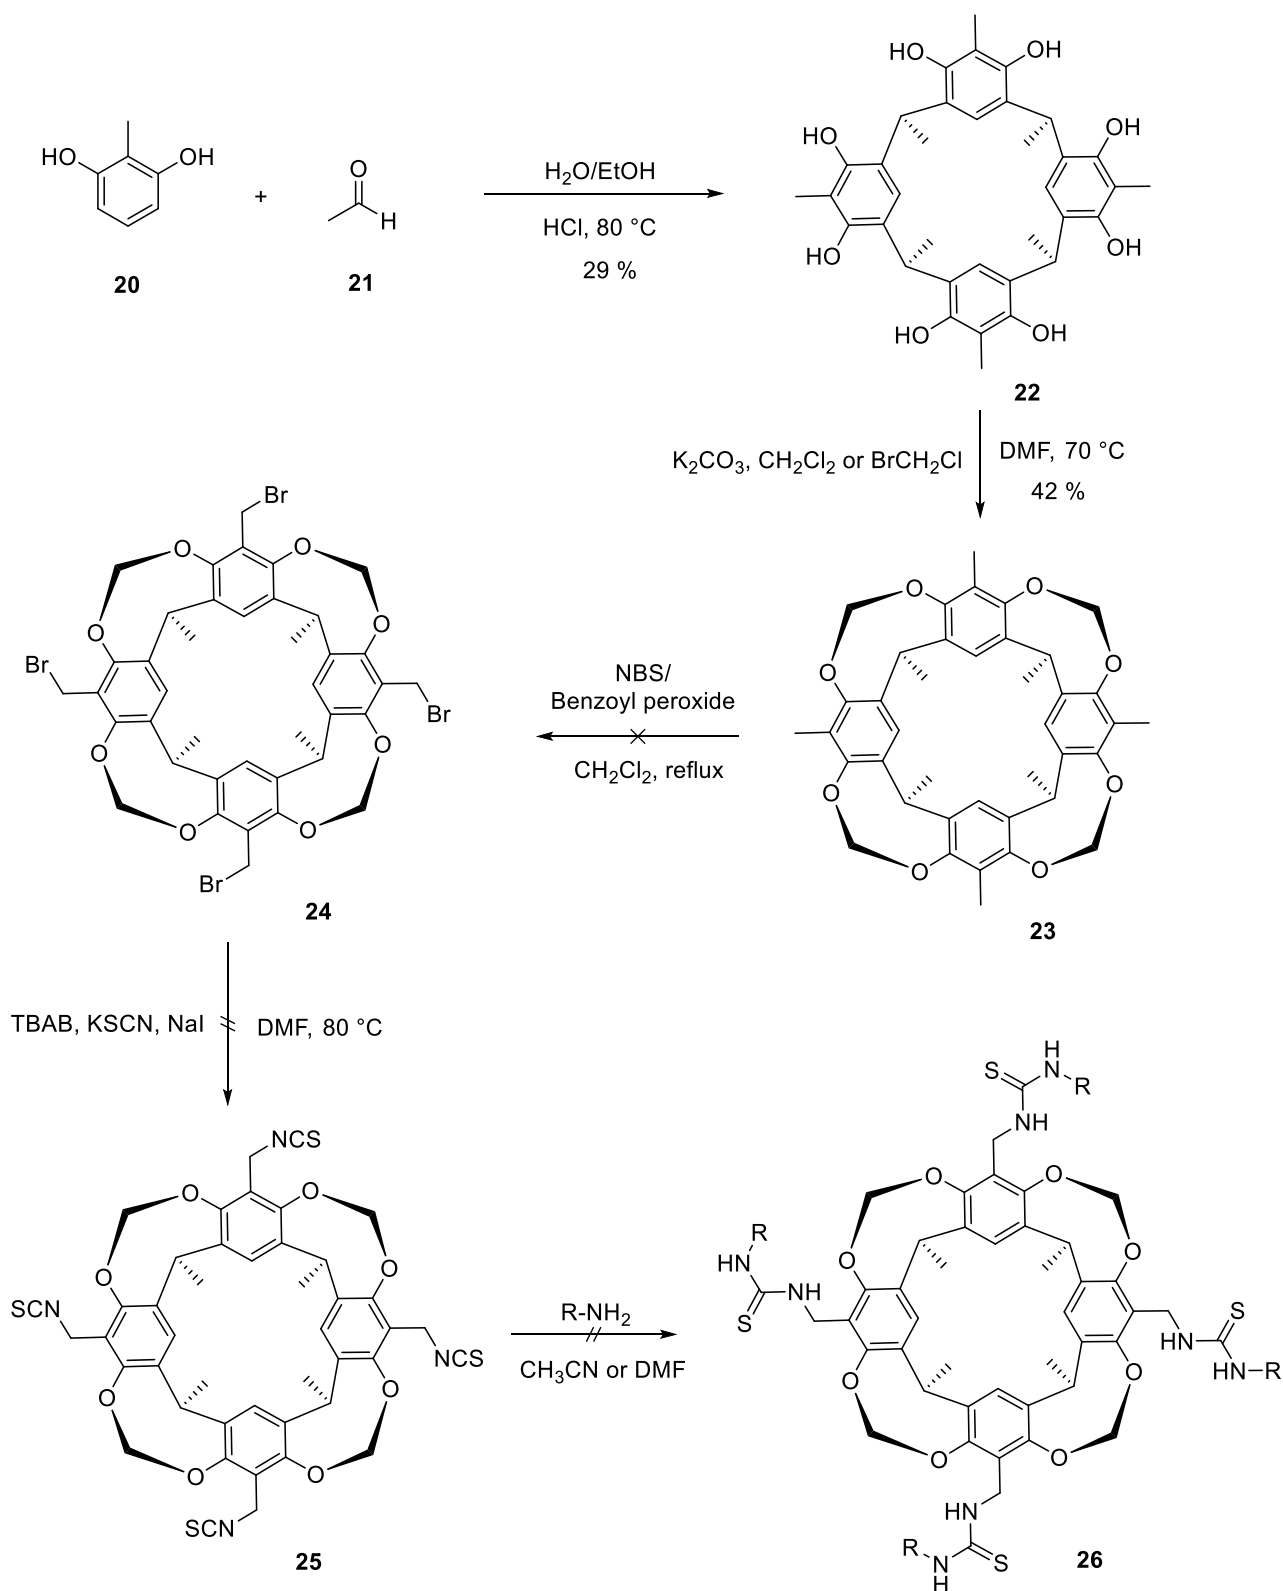 HO OH
+
O
H
20
21
H₂O/EtOH
HCl, 80 °C
29 %
HO OH
HO OH
HO OH
HO OH
22
K₂CO₃, CH₂Cl₂ or BrCH₂Cl
DMF, 70 °C
42 %
O O
O O
O O
O O
23
NBS/
Benzoyl peroxide
CH₂Cl₂, reflux
Br
O O
O O
Br
Br
O O
O O
Br
24
TBAB, KSCN, NaI
DMF, 80 °C
NCS
O O
O O
SCN
NCS
O O
O O
SCN
25
R-NH₂
CH₃CN or DMF
H
S N
R
NH
O O
R
O O
HN
NH
S
S
NH
HN R
O O
O O
HN
R
N S
H
26